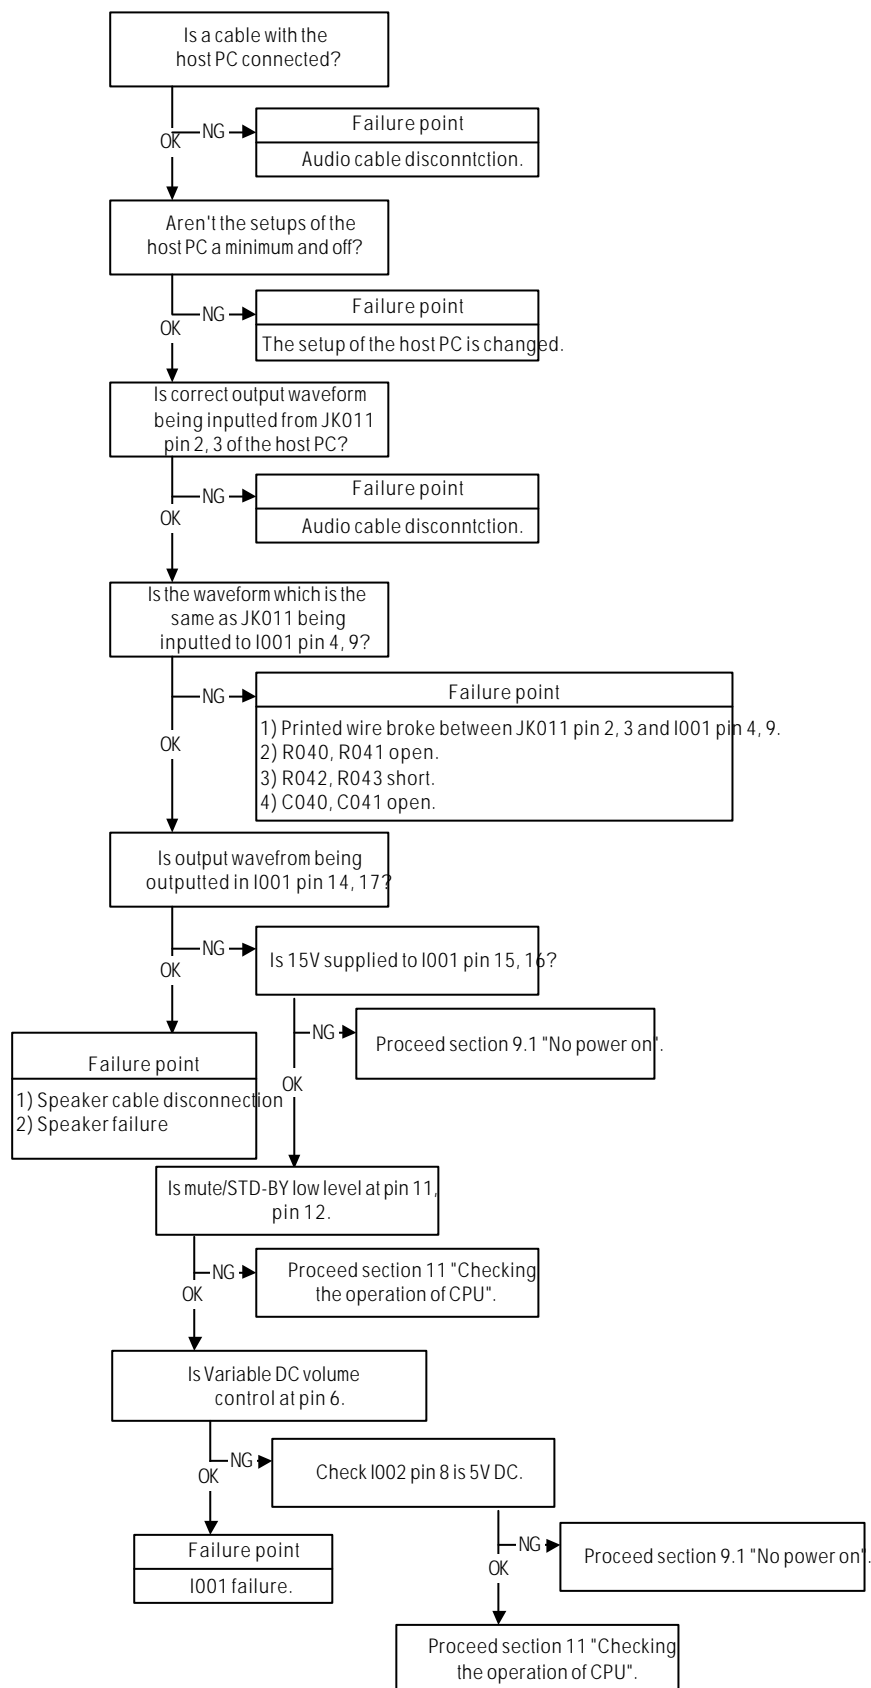 Is a cable with the
host PC connected?
NG
OK
Failure point
Audio cable disconntction.
Aren't the setups of the
host PC a minimum and off?
NG
OK
Failure point
The setup of the host PC is changed.
Is correct output waveform
being inputted from JK011
pin 2, 3 of the host PC?
NG
OK
Failure point
Audio cable disconntction.
Is the waveform which is the
same as JK011 being
inputted to I001 pin 4, 9?
NG
OK
Failure point
1) Printed wire broke between JK011 pin 2, 3 and I001 pin 4, 9.
2) R040, R041 open.
3) R042, R043 short.
4) C040, C041 open.
Is output wavefrom being
outputted in I001 pin 14, 17?
NG
OK
Is 15V supplied to I001 pin 15, 16?
NG
OK
Proceed section 9.1 "No power on".
Failure point
1) Speaker cable disconnection
2) Speaker failure
Is mute/STD-BY low level at pin 11,
pin 12.
NG
OK
Proceed section 11 "Checking
the operation of CPU".
Is Variable DC volume
control at pin 6.
NG
OK
Check I002 pin 8 is 5V DC.
Failure point
I001 failure.
NG
OK
Proceed section 9.1 "No power on".
Proceed section 11 "Checking
the operation of CPU".